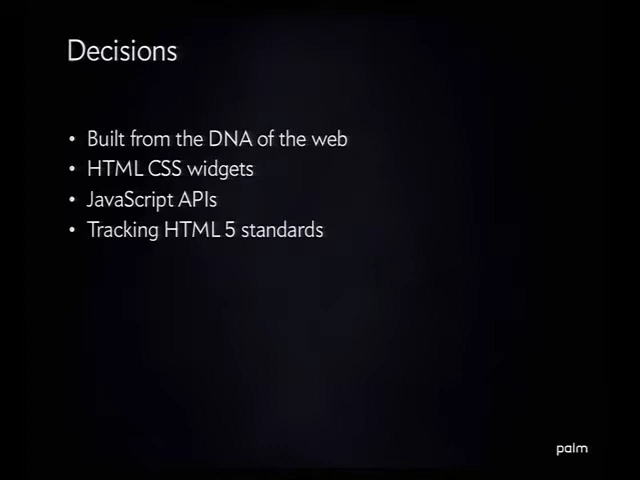 Decisions
• Built from the DNA of the web
• HTML CSS widgets
• JavaScript APIs
• Tracking HTML 5 standards
palm